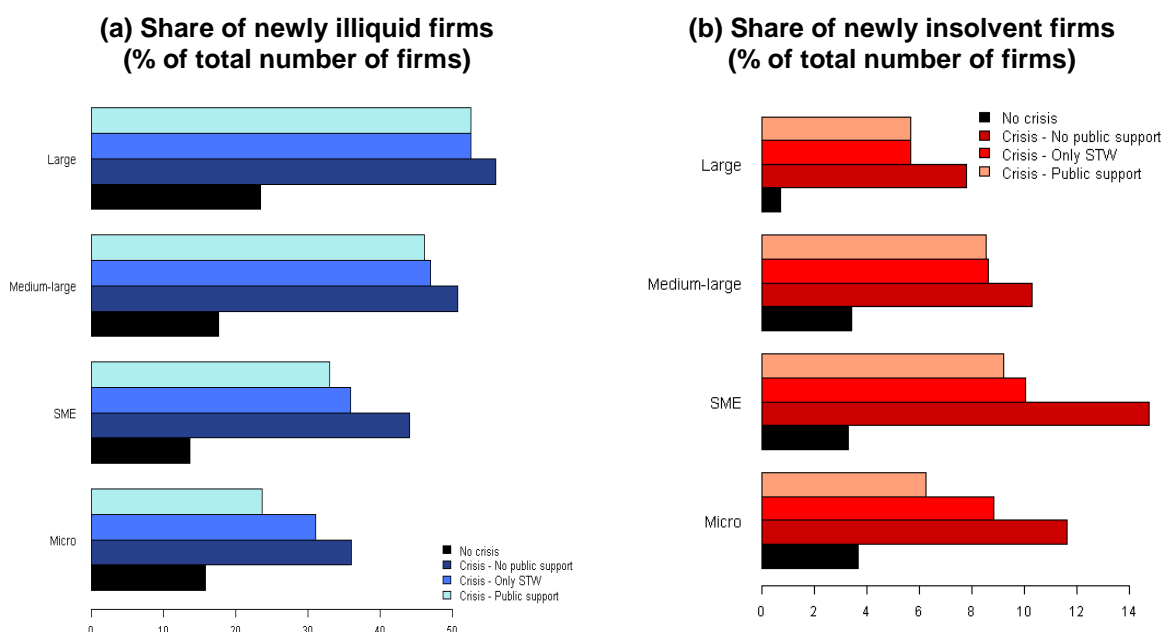 (a) Share of newly illiquid firms
(% of total number of firms)
Large
Medium-large
SME
Micro
No crisis
Crisis - No public support
Crisis - Only STW
Crisis - Public support
0 10 20 30 40 50
(b) Share of newly insolvent firms
(% of total number of firms)
No crisis
Crisis - No public support
Crisis - Only STW
Crisis - Public support
Large
Medium-large
SME
Micro
0 2 4 6 8 10 12 14